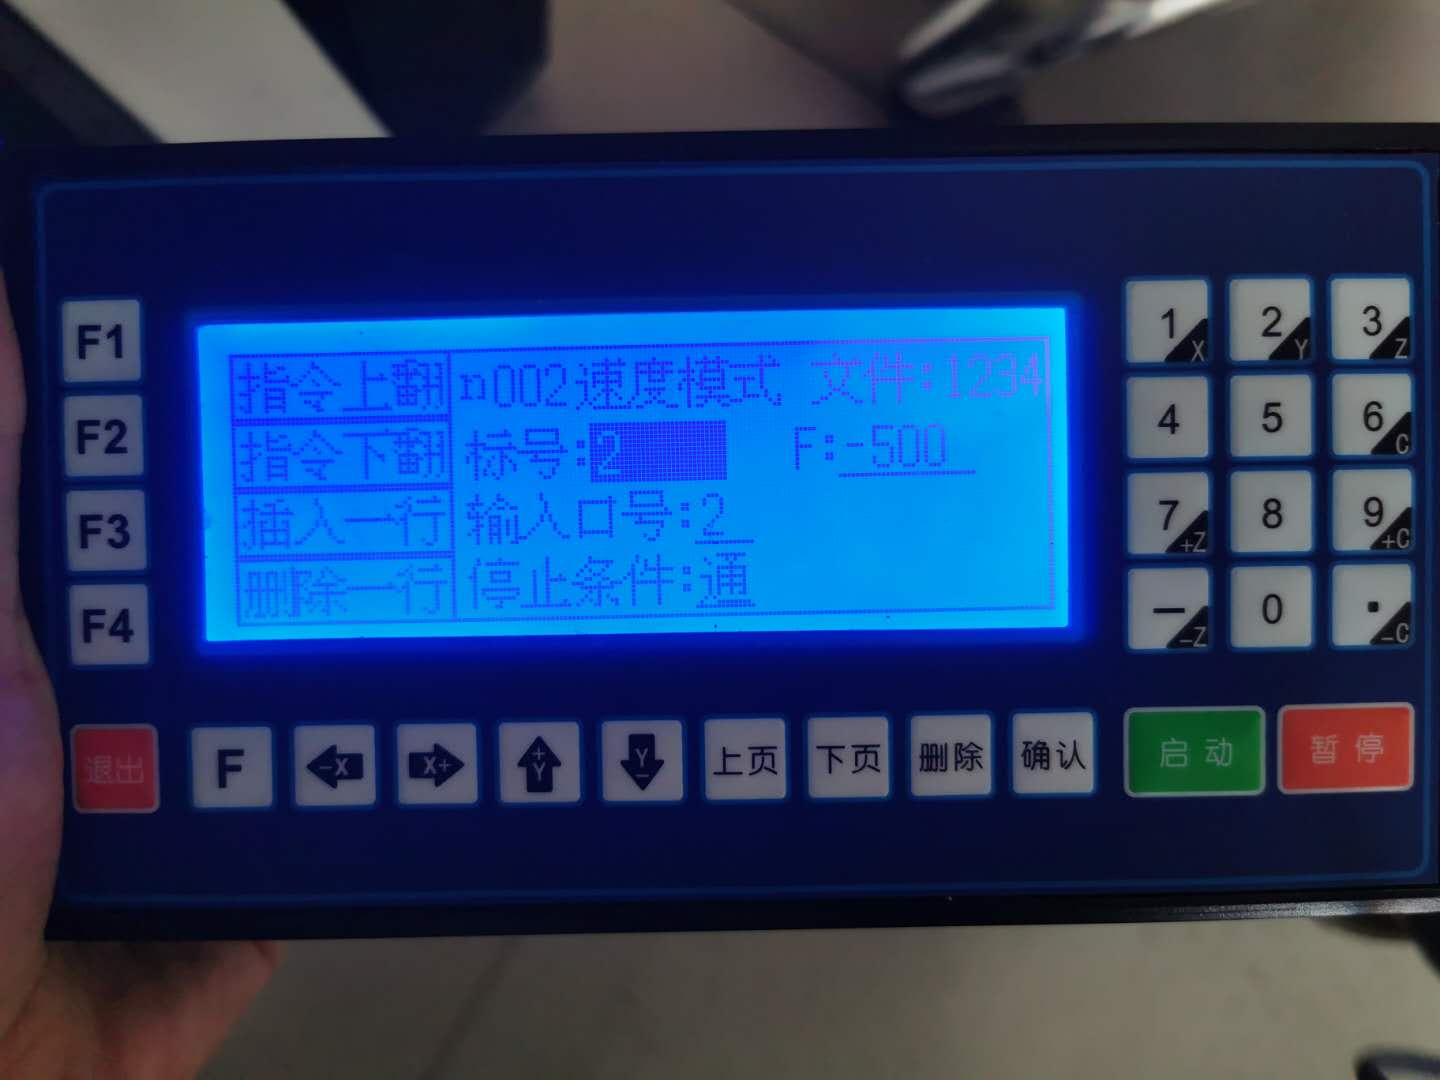 指令上翻 n002速度模式 文件:1234
指令下翻 标号:2 F:-500
插入一行 输入口号:2
删除一行 停止条件:通
F1
F2
F3
F4
1 X 2 Y 3 Z
4 5 6 C
7 +Z 8 9 +C
— -Z 0 . -C
退出 F -X X+ +Y Y- 上页 下页 删除 确认 启动 暂停